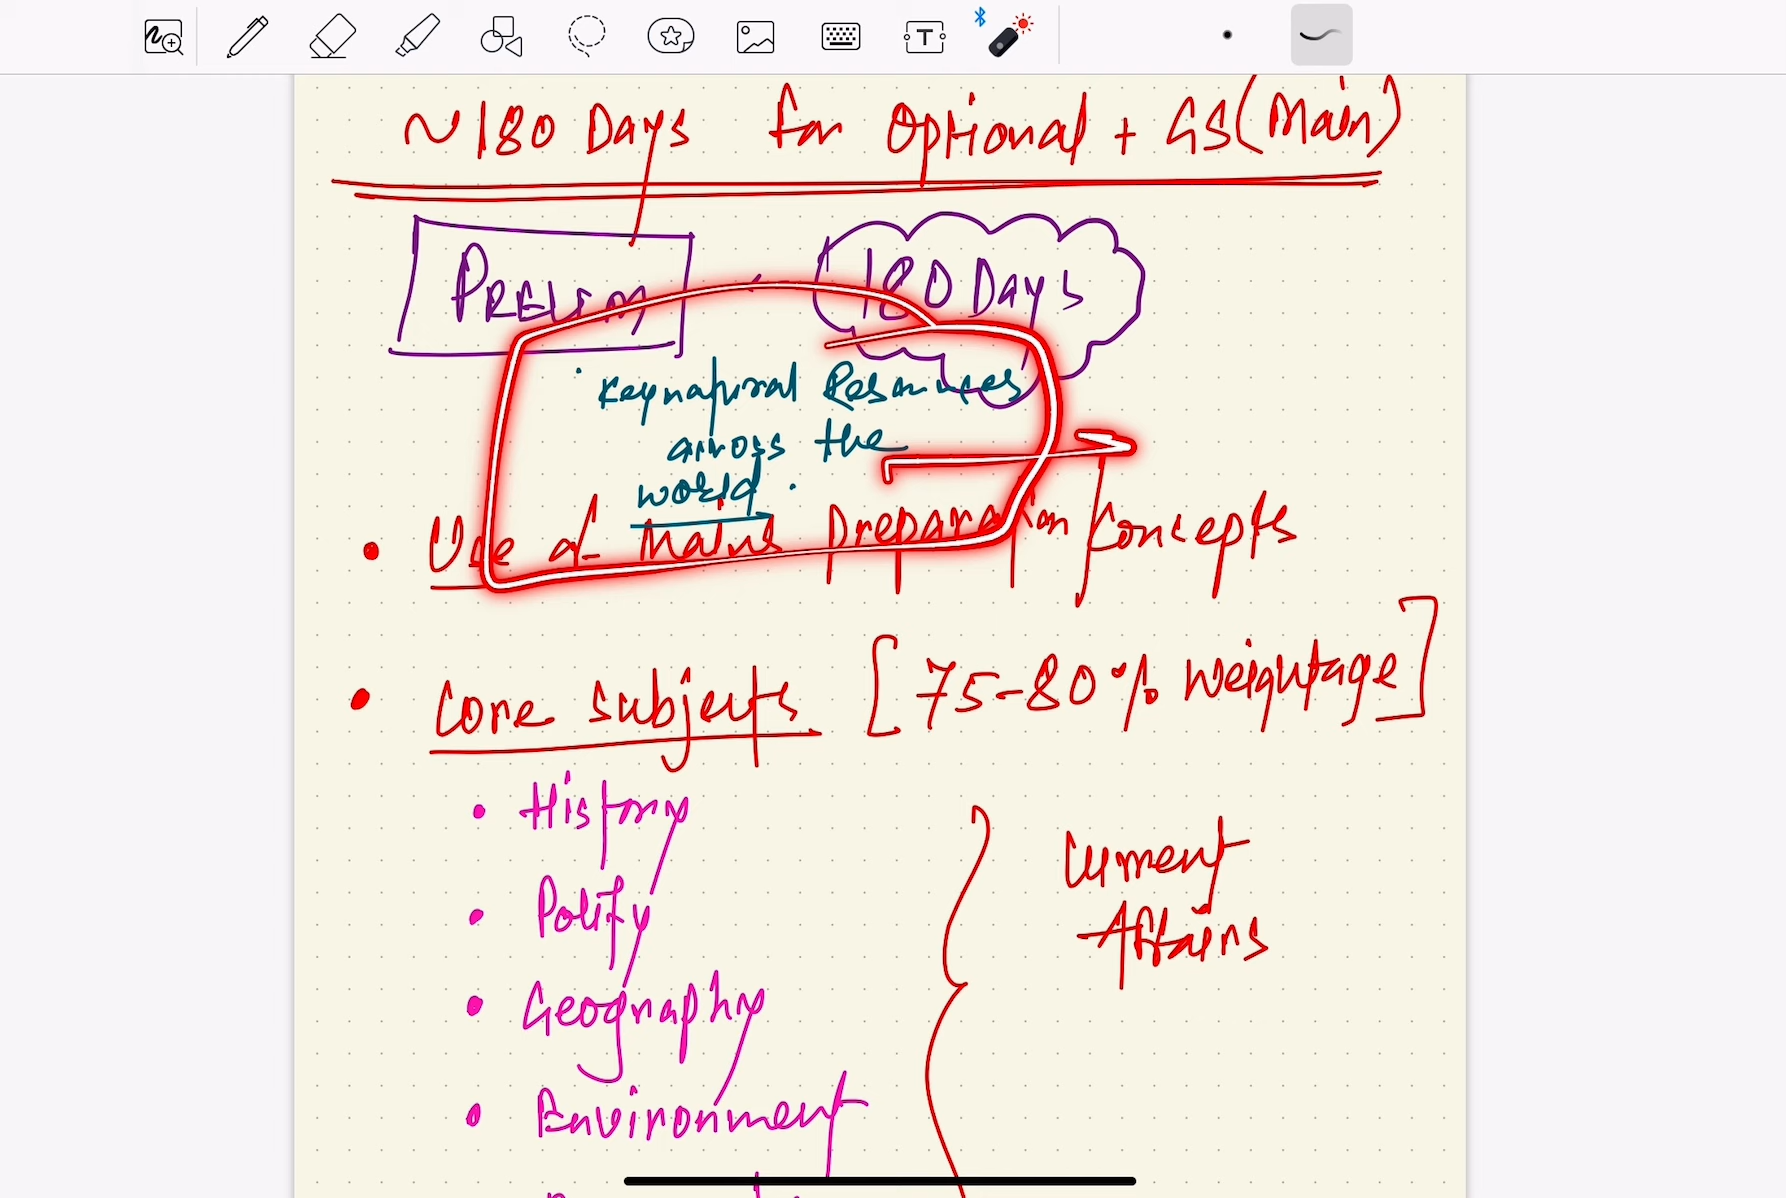 ~180 Days for Optional + GS(Main)
PRELIM 180 Days
Key natural Resources
across the
world.
• Use of Mains Preparation/Concepts
• Core Subjects [75-80% Weightage]
• History
• Polity
• Geography
• Environment
Current
Affairs